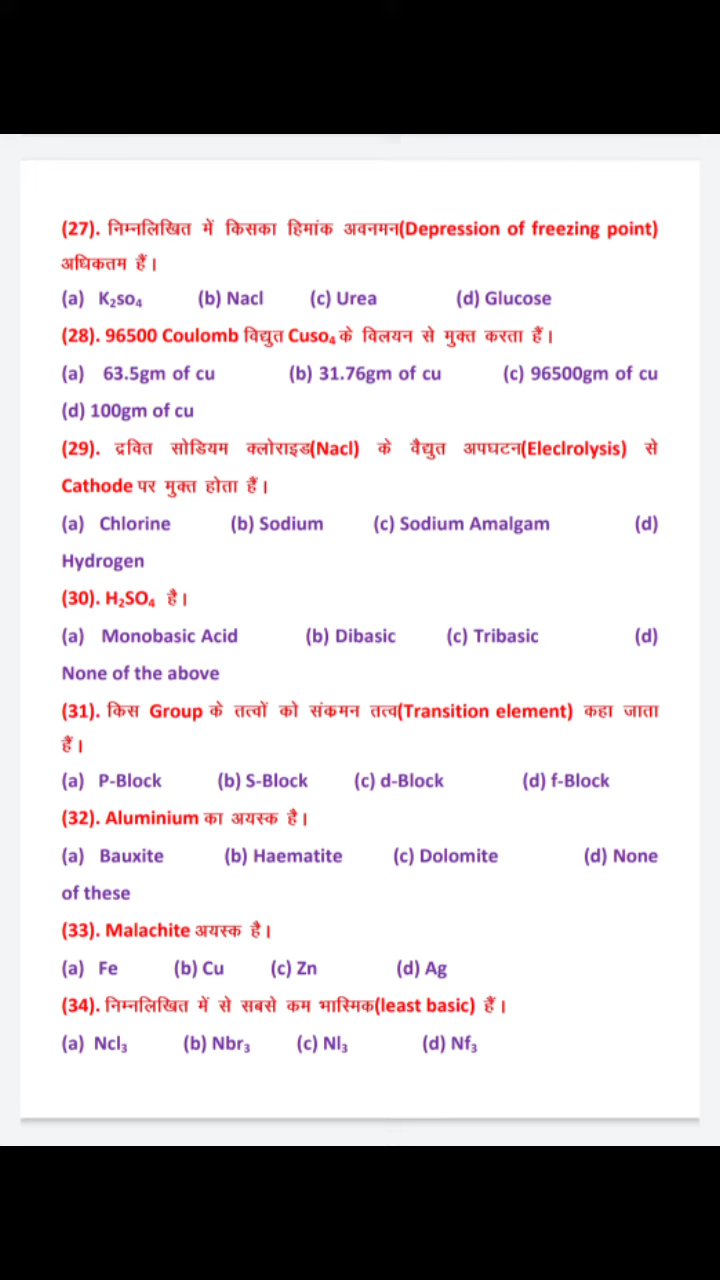 (27). निम्नलिखित में किसका हिमांक अवनमन(Depression of freezing point)
अधिकतम हैं।
(a) K₂so₄ (b) Nacl (c) Urea (d) Glucose
(28). 96500 Coulomb विद्युत Cuso₄ के विलयन से मुक्त करता हैं।
(a) 63.5gm of cu (b) 31.76gm of cu (c) 96500gm of cu
(d) 100gm of cu
(29). द्रवित सोडियम क्लोराइड(Nacl) के वैद्युत अपघटन(Eleclrolysis) से
Cathode पर मुक्त होता हैं।
(a) Chlorine (b) Sodium (c) Sodium Amalgam (d)
Hydrogen
(30). H₂SO₄ है।
(a) Monobasic Acid (b) Dibasic (c) Tribasic (d)
None of the above
(31). किस Group के तत्वों को संकमन तत्व(Transition element) कहा जाता
हैं।
(a) P-Block (b) S-Block (c) d-Block (d) f-Block
(32). Aluminium का अयस्क है।
(a) Bauxite (b) Haematite (c) Dolomite (d) None
of these
(33). Malachite अयस्क है।
(a) Fe (b) Cu (c) Zn (d) Ag
(34). निम्नलिखित में से सबसे कम भास्मिक(least basic) हैं।
(a) Ncl₃ (b) Nbr₃ (c) NI₃ (d) Nf₃